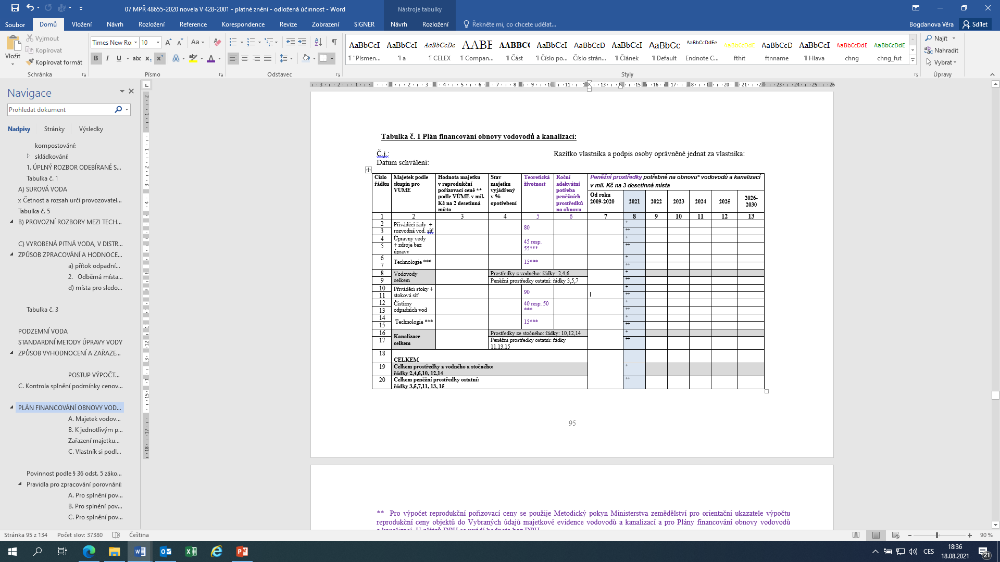 07 MPŘ 48655-2020 novela V 428-2001 - platné znění - odložená účinnost - Word
Nástroje tabulky
Soubor Domů Vložení Návrh Rozložení Reference Korespondence Revize Zobrazení SIGNER Návrh Rozložení Řekněte mi, co chcete udělat... Bogdanova Věra Sdílet
Vložit
Vyjmout
Kopírovat
Kopírovat formát
Schránka
Times New Ro 10
Písmo
Odstavec
AaBbCcI AaBbCcI AaBbCcDc AABE AABBCC AaBbCcI AaBbCcD AaBbCcI AaBbCc AaBbCcDdEe AaBbCcDdE AaBbCcD AaBbCcI AaBbCcDdE AaBbCcDdE
¶ "Písmen... ¶ a ¶ CELEX ¶ Compan... ¶ Část ¶ Číslo po... Číslo strán... ¶ Článek ¶ Default Endnote C... fthit ftnname ¶ Hlava chng chng_fut
Styly
Najít
Nahradit
Vybrat
Úpravy
Navigace
Prohledat dokument
Nadpisy Stránky Výsledky
kompostování:
skládkování:
1. ÚPLNÝ ROZBOR ODEBÍRANÉ S...
Tabulka č. 1
A) SUROVÁ VODA
x Četnost a rozsah určí provozovatel...
Tabulka č. 5
B) PROVOZNÍ ROZBORY MEZI TECH...
C) VYROBENÁ PITNÁ VODA, V DISTR...
ZPŮSOB ZPRACOVÁNÍ A HODNOCE...
a) přítok odpadní...
2. Odběrná místa...
d) místa pro sledo...
Tabulka č. 3
PODZEMNÍ VODA
STANDARDNÍ METODY ÚPRAVY VODY
ZPŮSOB VYHODNOCENÍ A ZAŘAZE...
POSTUP VÝPOČT...
C. Kontrola splnění podmínky cenov...
PLÁN FINANCOVÁNÍ OBNOVY VOD...
A. Majetek vodov...
B. K jednotlivým p...
Zařazení majetku...
C. Vlastník si podl...
Povinnost podle § 36 odst. 5 záko...
Pravidla pro zpracování porovnání:
A. Pro splnění pov...
B. Pro splnění pov...
C. Pro splnění pov...
Tabulka č. 1 Plán financování obnovy vodovodů a kanalizací:
Č.j.: Razítko vlastníka a podpis osoby oprávněné jednat za vlastníka:
Datum schválení:
Číslo řádku
Majetek podle skupin pro VÚME
Hodnota majetku v reprodukční pořizovací ceně ** podle VÚME v mil. Kč na 2 desetinná místa
Stav majetku vyjádřený v % opotřebení
Teoretická životnost
Roční adekvátní potřeba peněžních prostředků na obnovu
Peněžní prostředky potřebné na obnovu* vodovodů a kanalizací
v mil. Kč na 3 desetinná místa
Od roku 2009-2020 2021 2022 2023 2024 2025 2026-2030
1 2 3 4 5 6 7 8 9 10 11 12 13
2 Přiváděcí řady + 80 +
3 rozvodná vod. síť ++
4 Úpravny vody 45 resp. +
5 + zdroje bez úpravy 55*** ++
6 Technologie *** 15*** +
7 ++
8 Vodovody Prostředky z vodného: řádky: 2,4,6 +
9 celkem Peněžní prostředky ostatní: řádky 3,5,7 ++
10 Přiváděcí stoky + 90 +
11 stoková síť ++
12 Čistírny 40 resp. 50 +
13 odpadních vod *** ++
14 Technologie *** 15*** +
15 ++
16 Kanalizace Prostředky ze stočného: řádky: 10,12,14 +
17 celkem Peněžní prostředky ostatní: řádky 11,13,15 ++
18 CELKEM
19 Celkem prostředky z vodného a stočného: +
řádky 2,4,6,10, 12,14
20 Celkem peněžní prostředky ostatní: ++
řádky 3,5,7,11, 13, 15
95
** Pro výpočet reprodukční pořizovací ceny se použije Metodický pokyn Ministerstva zemědělství pro orientační ukazatele výpočtu
reprodukční ceny objektů do Vybraných údajů majetkové evidence vodovodů a kanalizací a pro Plány financování obnovy vodovodů
Stránka 95 z 134 Počet slov: 37380 Čeština 90 %
CES 18:36
18.08.2021
21